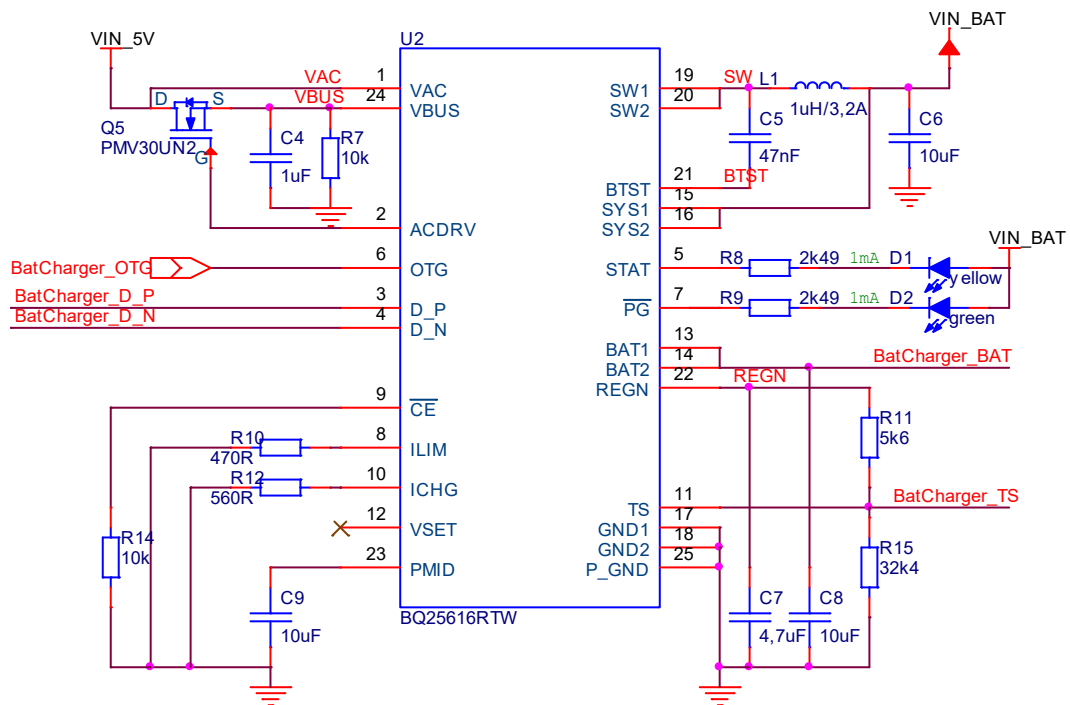 VIN_5V
VIN_BAT
U2
VAC
1
VAC
VBUS
24
VBUS
D
S
G
Q5
PMV30UN2
C4
1uF
R7
10k
2
ACDRV
BatCharger_OTG
6
OTG
BatCharger_D_P
3
D_P
BatCharger_D_N
4
D_N
9
CE
R10
470R
8
ILIM
R12
560R
10
ICHG
12
VSET
R14
10k
23
PMID
C9
10uF
BQ25616RTW
19
SW1
SW
L1
20
SW2
1uH/3,2A
C5
47nF
C6
10uF
21
BTST
BTST
15
SYS1
16
SYS2
VIN_BAT
5
STAT
R8
2k49
1mA
D1
yellow
7
PG
R9
2k49
1mA
D2
green
13
BAT1
14
BAT2
BatCharger_BAT
22
REGN
REGN
R11
5k6
11
TS
BatCharger_TS
17
GND1
18
GND2
25
P_GND
R15
32k4
C7
4,7uF
C8
10uF